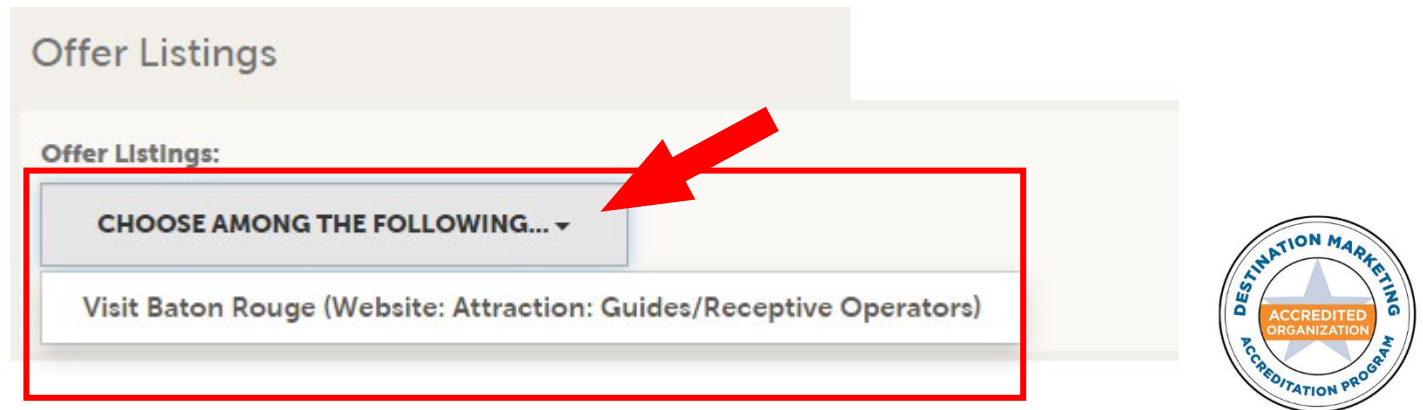 Offer Listings
Offer Listings:
CHOOSE AMONG THE FOLLOWING...
Visit Baton Rouge (Website: Attraction: Guides/Receptive Operators)
DESTINATION MARKETING
ACCREDITED
ORGANIZATION
ACCREDITATION PROGRAM